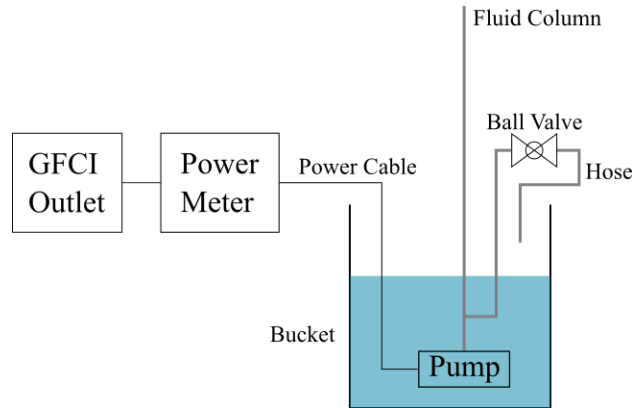 Fluid Column
Ball Valve
GFCI
Outlet
Power
Meter
Power Cable
Hose
Bucket
Pump